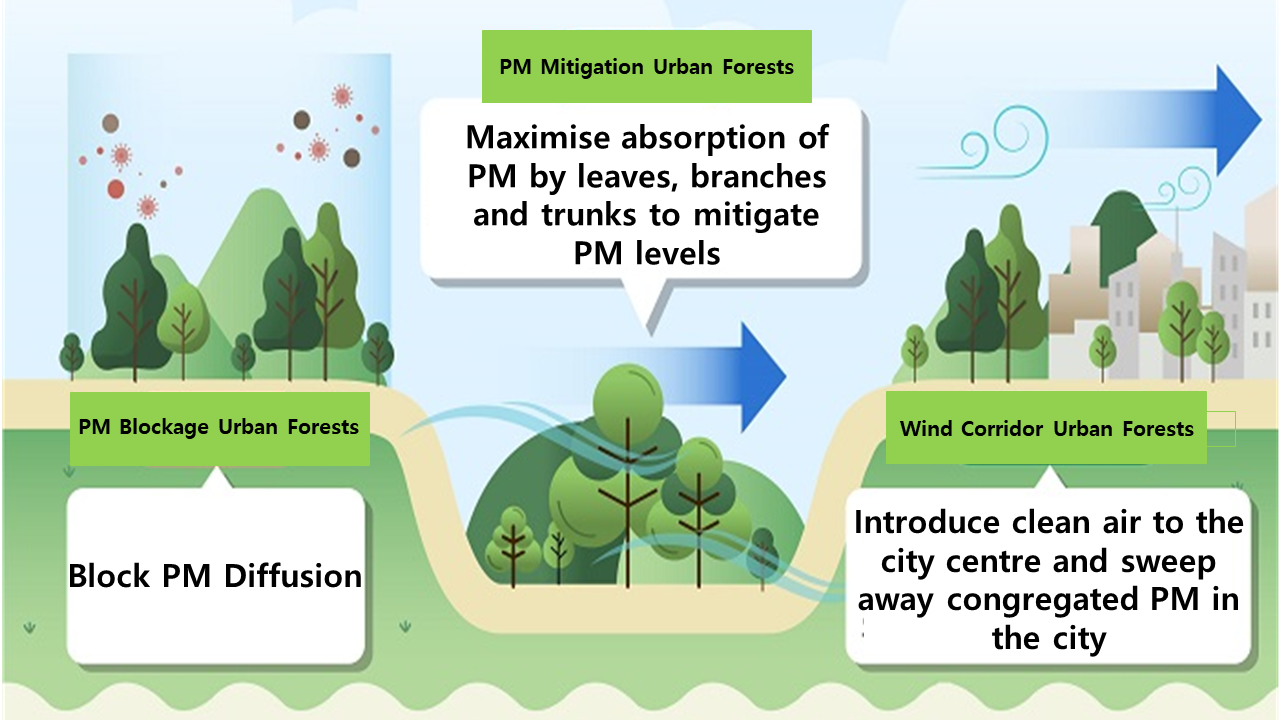 PM Mitigation Urban Forests
Maximise absorption of
PM by leaves, branches
and trunks to mitigate
PM levels
PM Blockage Urban Forests
Block PM Diffusion
Wind Corridor Urban Forests
Introduce clean air to the
city centre and sweep
away congregated PM in
the city